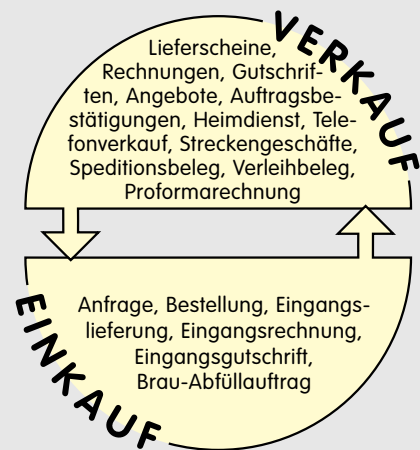 VERKAUF
Lieferscheine,
Rechnungen, Gutschrif-
ten, Angebote, Auftragsbe-
stätigungen, Heimdienst, Tele-
fonverkauf, Streckengeschäfte,
Speditionsbeleg, Verleihbeleg,
Proformarechnung
Anfrage, Bestellung, Eingangs-
lieferung, Eingangsrechnung,
Eingangsgutschrift,
Brau-Abfüllauftrag
EINKAUF